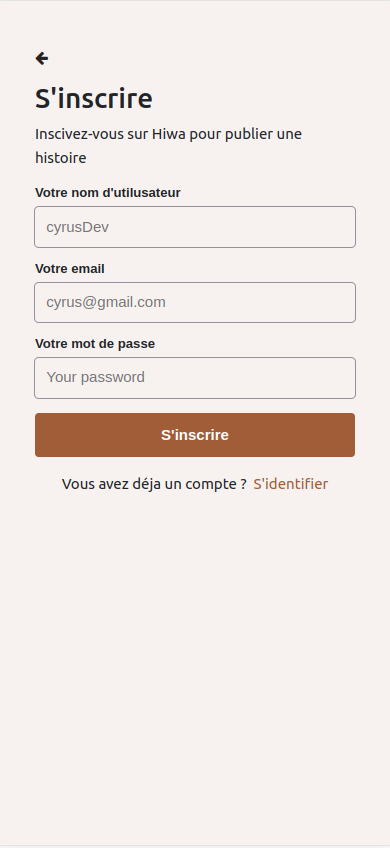 S'inscrire
Inscivez-vous sur Hiwa pour publier une
histoire
Votre nom d'utilusateur
cyrusDev
Votre email
cyrus@gmail.com
Votre mot de passe
Your password
S'inscrire
Vous avez déja un compte ? S'identifier